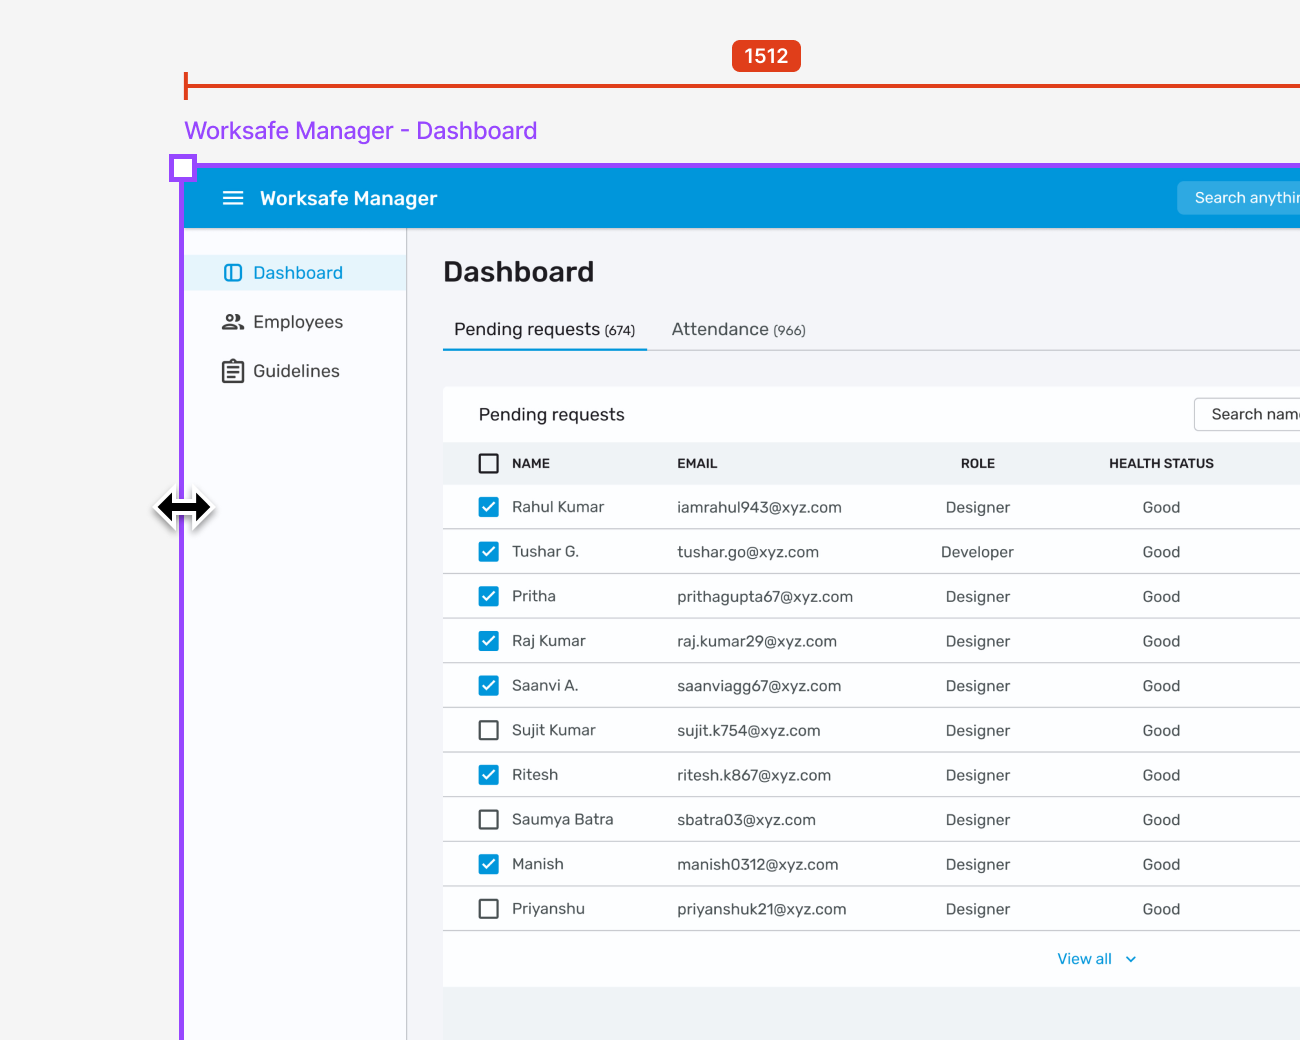 1512
Worksafe Manager - Dashboard
Worksafe Manager
Search anythin
Dashboard
Employees
Guidelines
Dashboard
Pending requests (674) Attendance (966)
Pending requests
Search name
NAME EMAIL ROLE HEALTH STATUS
Rahul Kumar iamrahul943@xyz.com Designer Good
Tushar G. tushar.go@xyz.com Developer Good
Pritha prithagupta67@xyz.com Designer Good
Raj Kumar raj.kumar29@xyz.com Designer Good
Saanvi A. saanviagg67@xyz.com Designer Good
Sujit Kumar sujit.k754@xyz.com Designer Good
Ritesh ritesh.k867@xyz.com Designer Good
Saumya Batra sbatra03@xyz.com Designer Good
Manish manish0312@xyz.com Designer Good
Priyanshu priyanshuk21@xyz.com Designer Good
View all